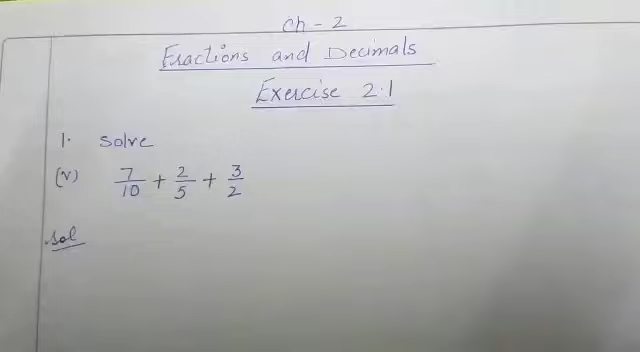 Ch - 2
Fractions and Decimals
Exercise 2.1
1. Solve
(v) 7/10 + 2/5 + 3/2
Sol